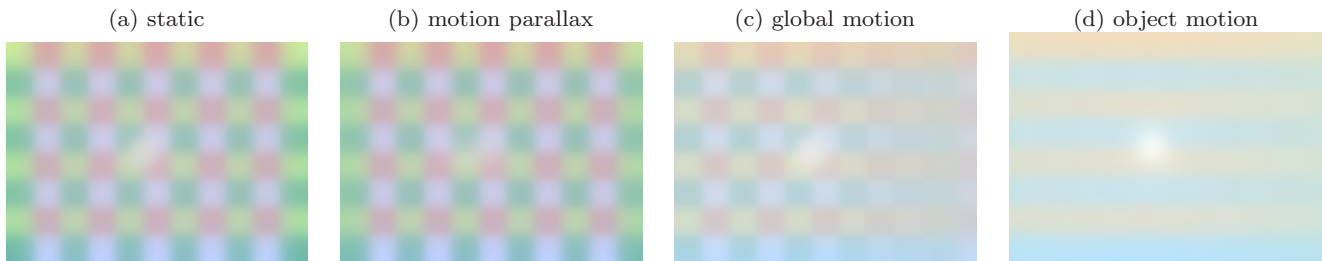 (a) static
(b) motion parallax
(c) global motion
(d) object motion